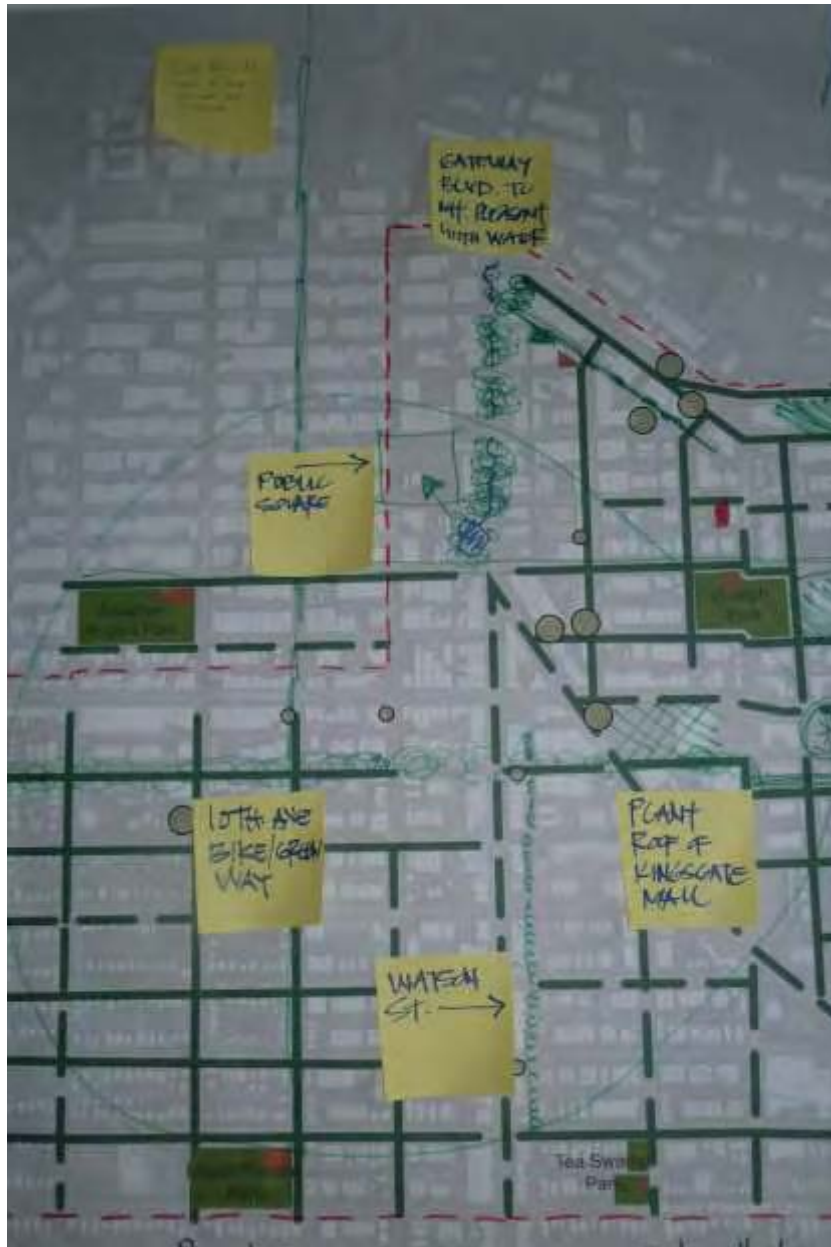 GATEWAY
BLVD. TO
MT. PLEASANT
WITH WATER
PUBLIC
SQUARE
10TH AVE
BIKE/GREEN
WAY
PLANT
ROOF OF
KINGSGATE
MALL
WATSON
ST.
Tea Swamp
Park